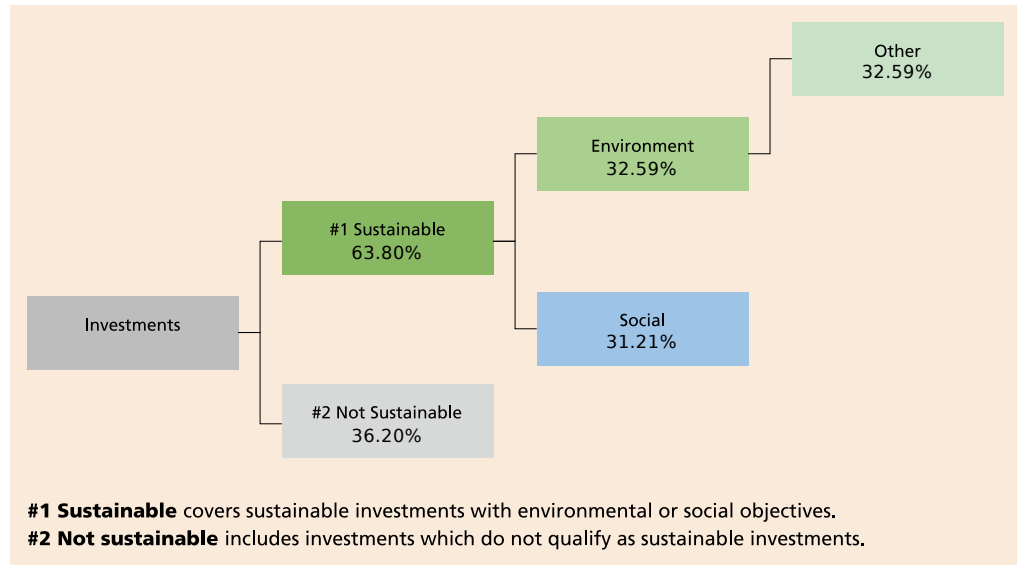 Other
32.59%
Environment
32.59%
#1 Sustainable
63.80%
Investments
Social
31.21%
#2 Not Sustainable
36.20%
#1 Sustainable covers sustainable investments with environmental or social objectives.
#2 Not sustainable includes investments which do not qualify as sustainable investments.